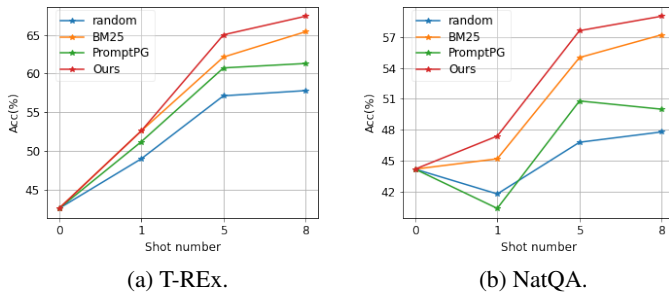 random
BM25
PromptPG
Ours
65
60
55
50
45
Acc(%)
0 1 5 8
Shot number
(a) T-REx.
random
BM25
PromptPG
Ours
57
54
51
48
45
42
Acc(%)
0 1 5 8
Shot number
(b) NatQA.